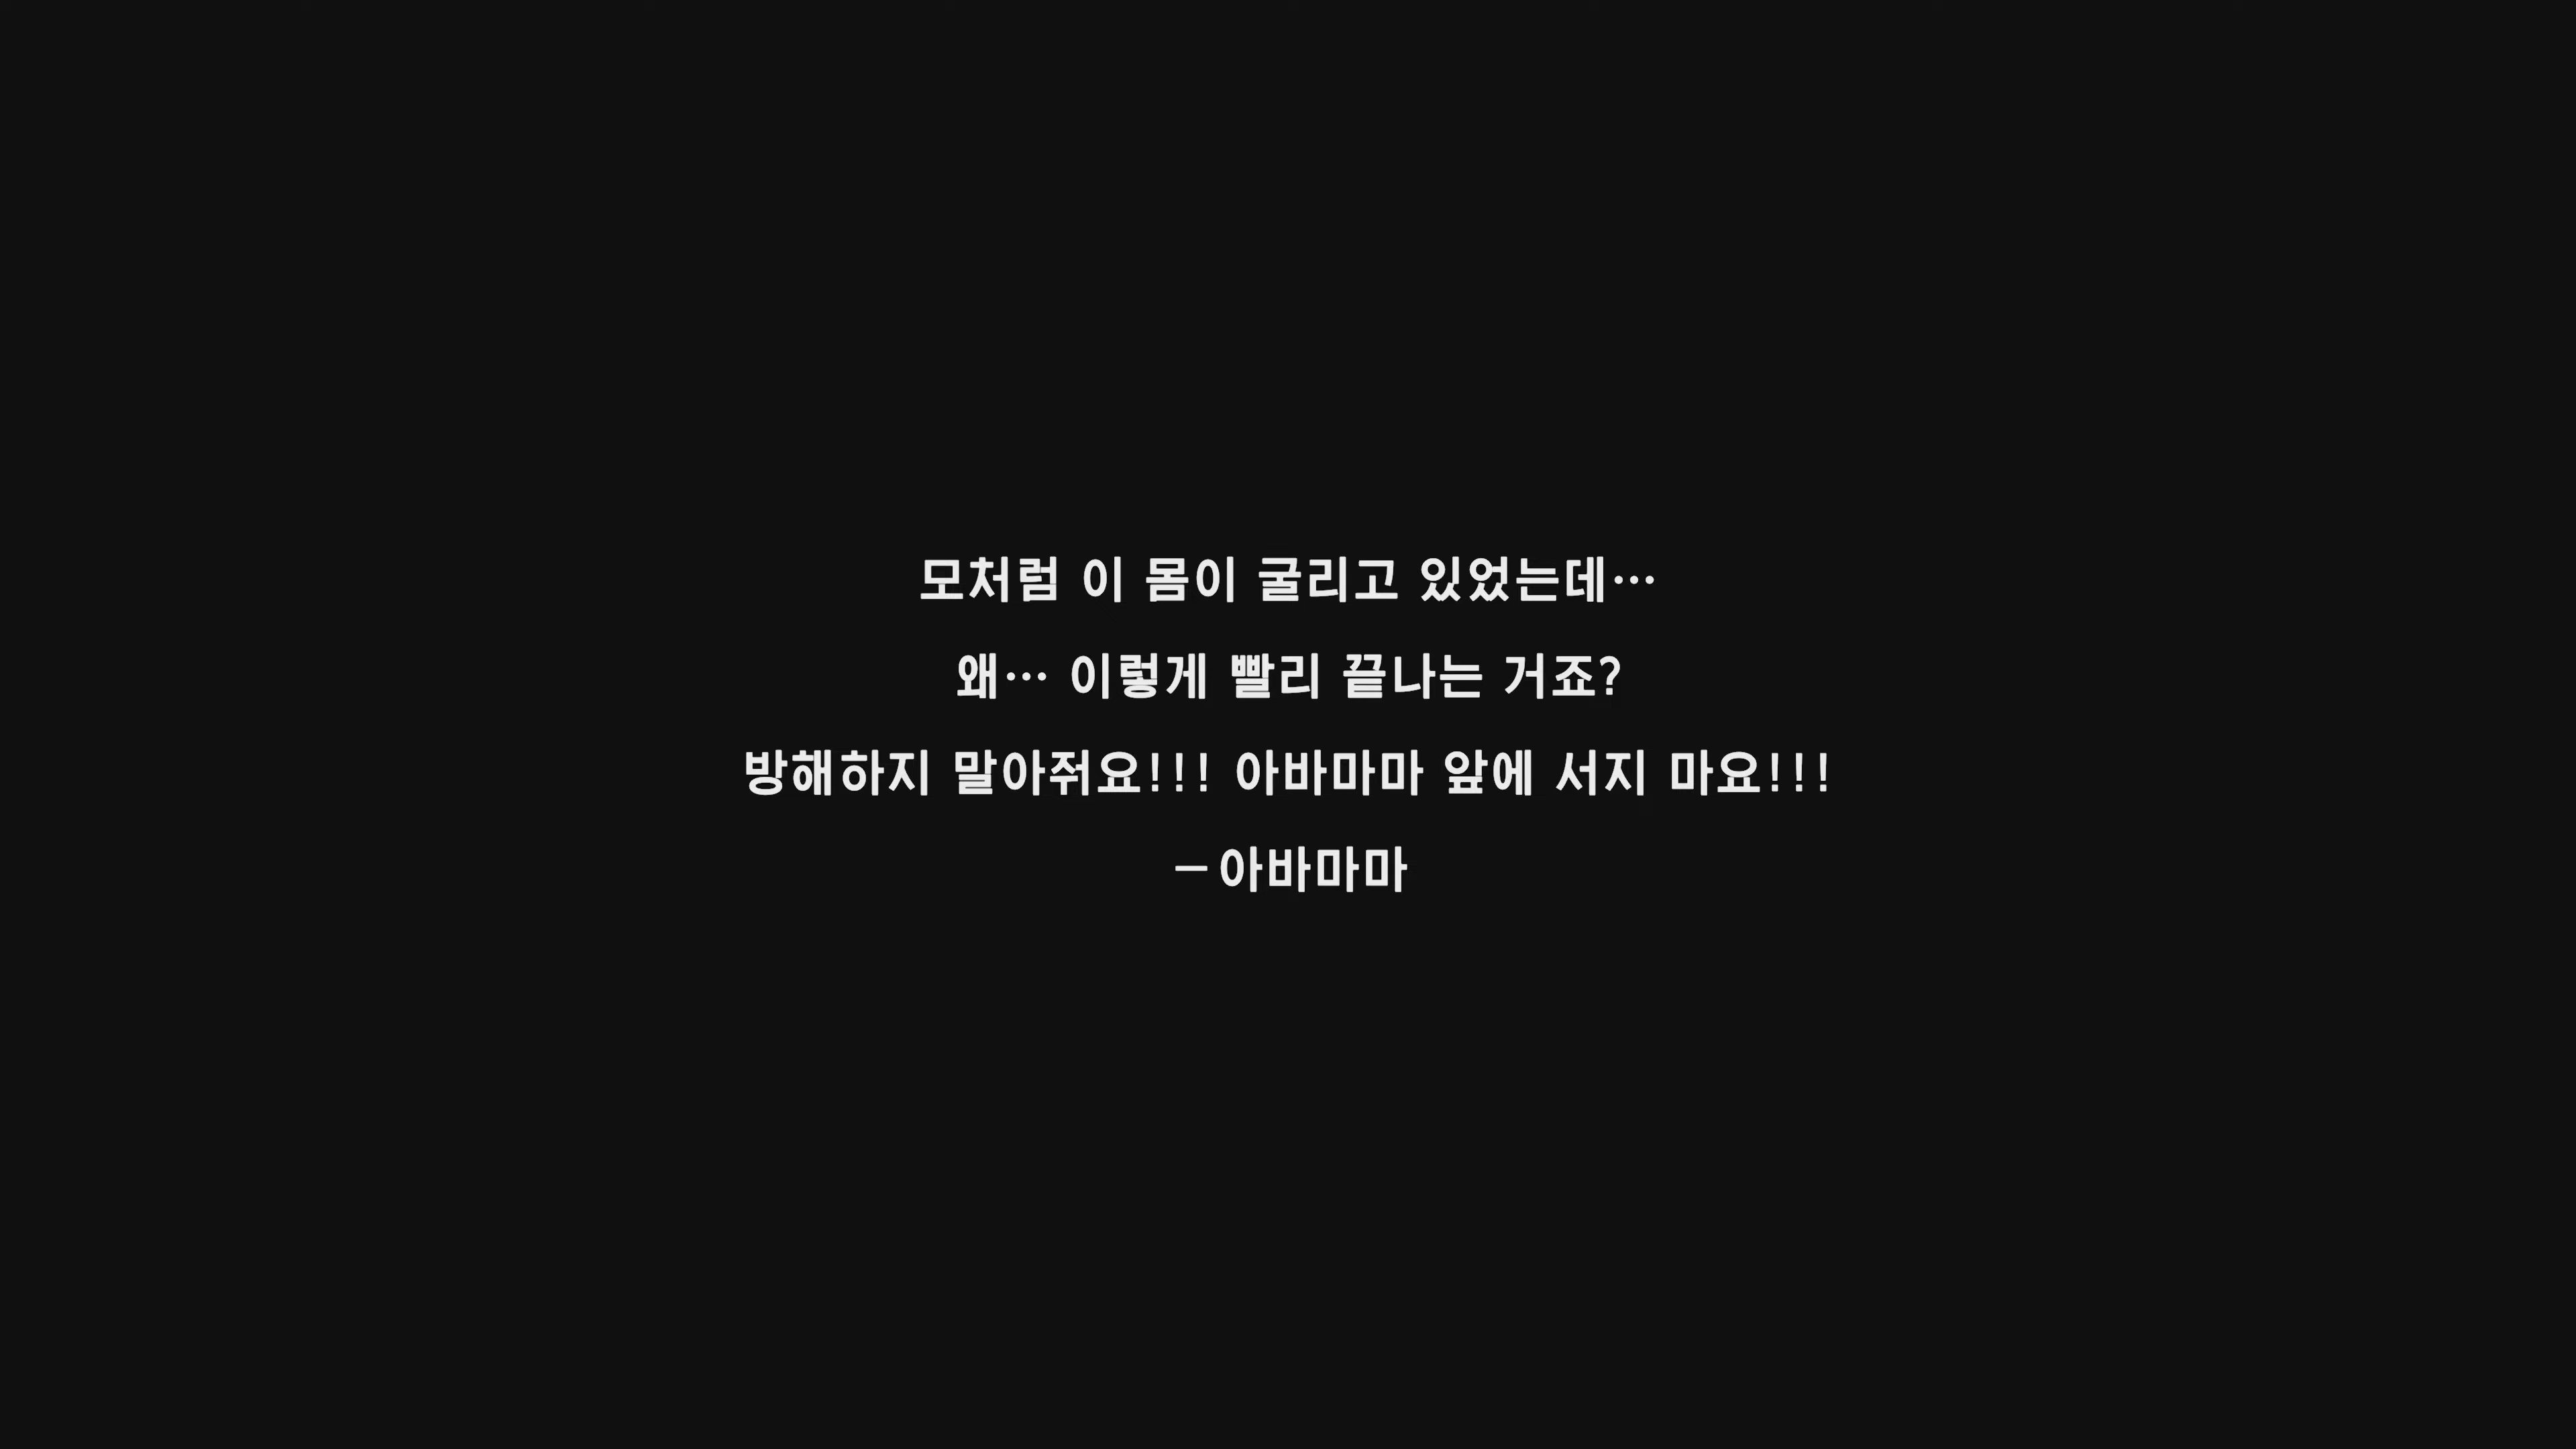 모처럼 이 몸이 굴리고 있었는데…
왜… 이렇게 빨리 끝나는 거죠?
방해하지 말아줘요!!! 아바마마 앞에 서지 마요!!!
—아바마마